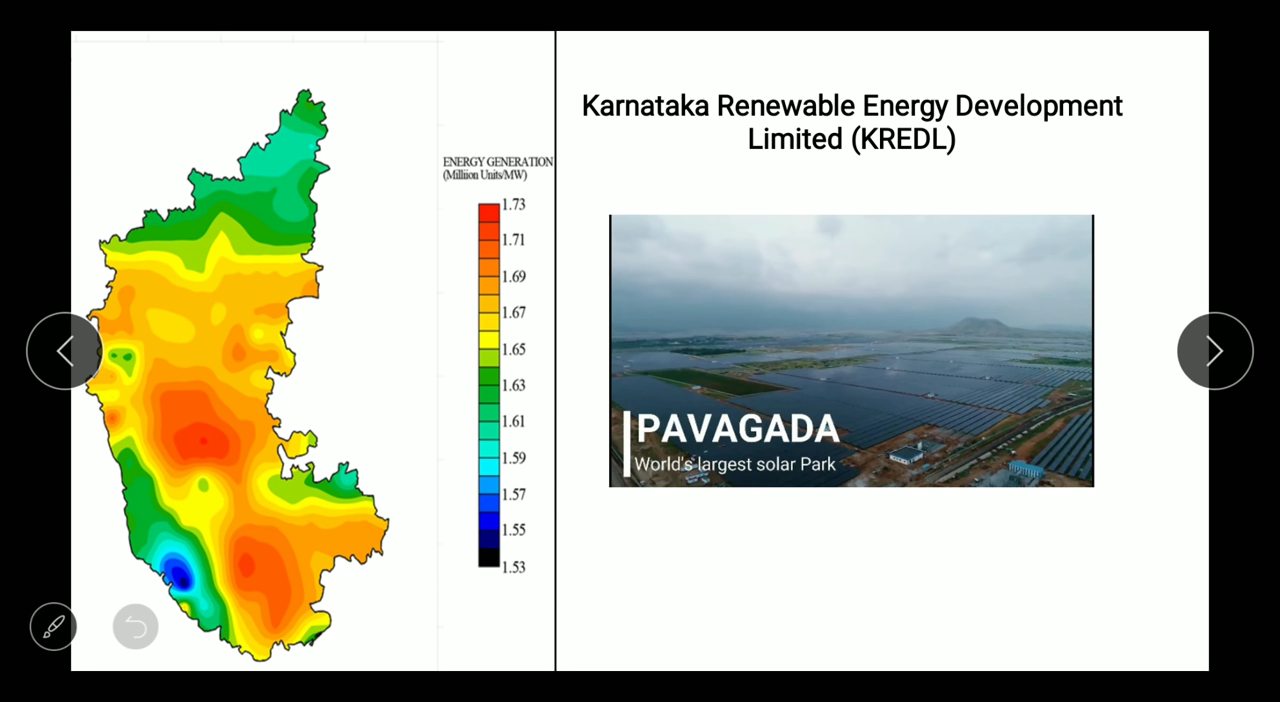 ENERGY GENERATION
(Milliion Units/MW)
1.73
1.71
1.69
1.67
1.65
1.63
1.61
1.59
1.57
1.55
1.53
Karnataka Renewable Energy Development
Limited (KREDL)
PAVAGADA
World's largest solar Park